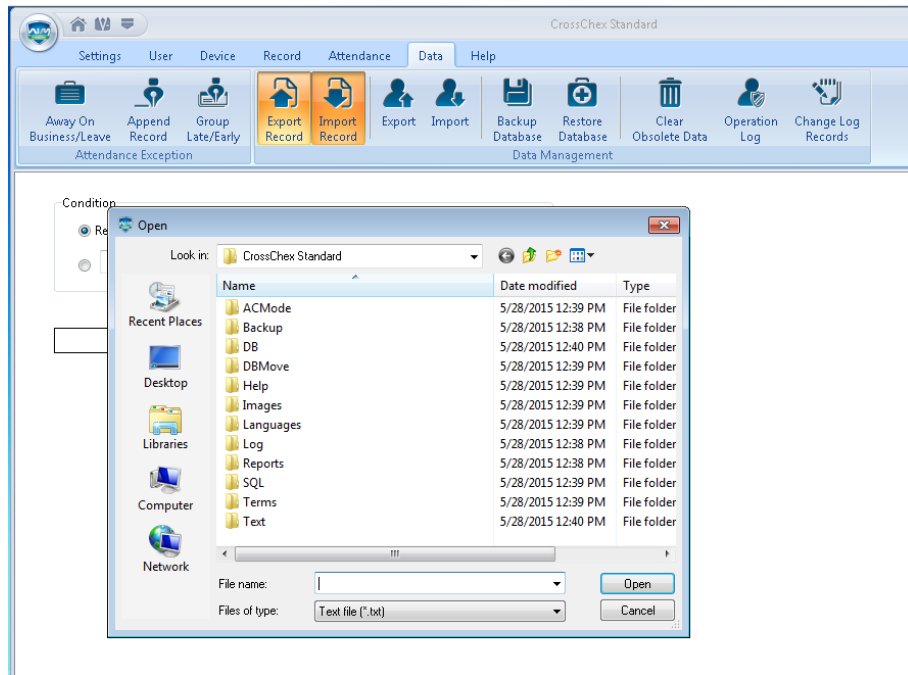 CrossChex Standard
Settings User Device Record Attendance Data Help
Away On Business/Leave
Append Record
Group Late/Early
Export Record
Import Record
Export
Import
Backup Database
Restore Database
Clear Obsolete Data
Operation Log
Change Log Records
Attendance Exception
Data Management
Condition
Re
Open
Look in: CrossChex Standard
Name Date modified Type
Recent Places
Desktop
Libraries
Computer
Network
ACMode 5/28/2015 12:39 PM File folder
Backup 5/28/2015 12:38 PM File folder
DB 5/28/2015 12:40 PM File folder
DBMove 5/28/2015 12:39 PM File folder
Help 5/28/2015 12:39 PM File folder
Images 5/28/2015 12:39 PM File folder
Languages 5/28/2015 12:39 PM File folder
Log 5/28/2015 12:38 PM File folder
Reports 5/28/2015 12:38 PM File folder
SQL 5/28/2015 12:39 PM File folder
Terms 5/28/2015 12:39 PM File folder
Text 5/28/2015 12:40 PM File folder
File name:
Open
Files of type: Text file (*.txt)
Cancel